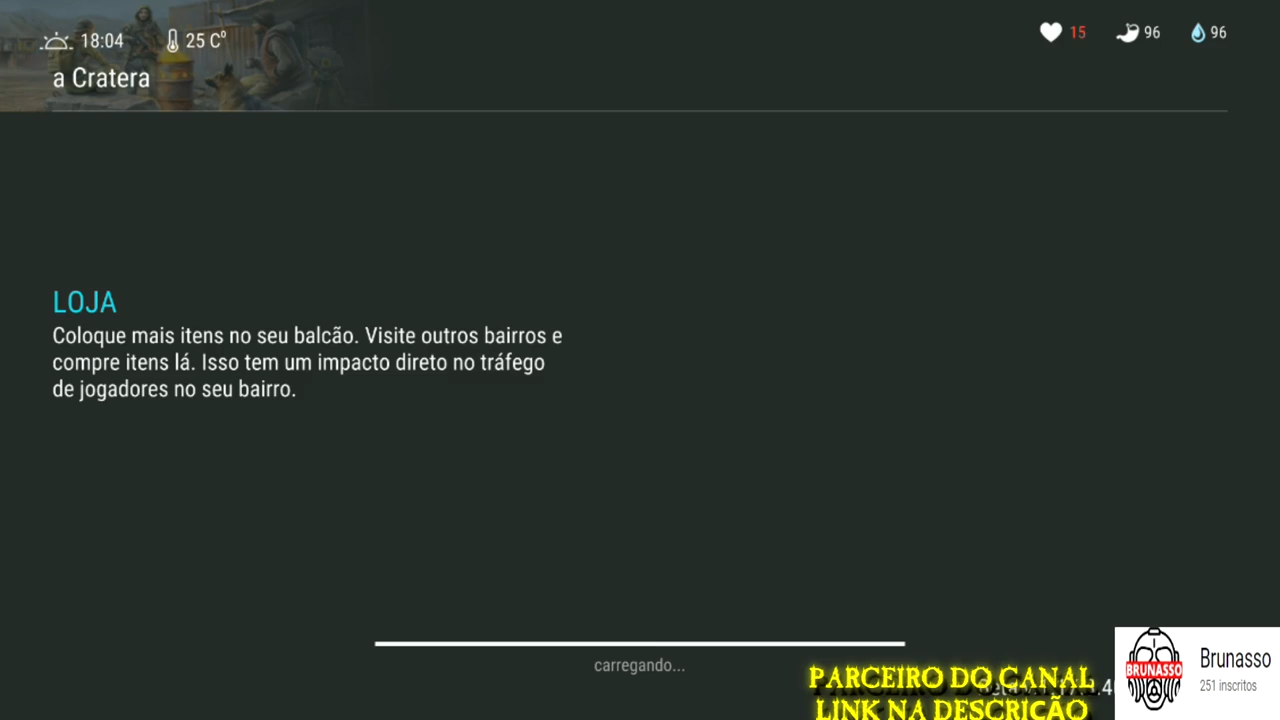 18:04 25 C° 15 96 96
a Cratera
LOJA
Coloque mais itens no seu balcão. Visite outros bairros e
compre itens lá. Isso tem um impacto direto no tráfego
de jogadores no seu bairro.
carregando...
PARCEIRO DO CANAL
LINK NA DESCRIÇÃO
BRUNASSO
Brunasso
251 inscritos